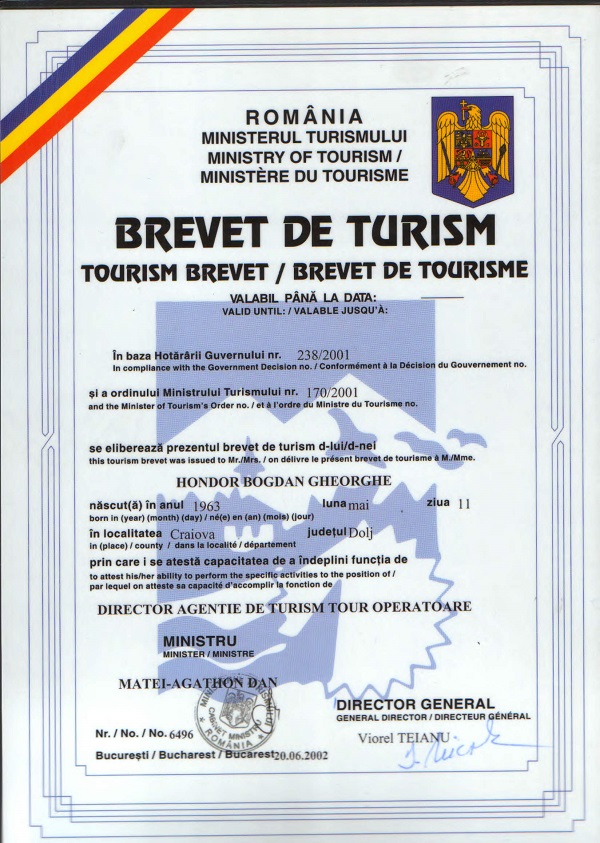 ROMÂNIA
MINISTERUL TURISMULUI
MINISTRY OF TOURISM /
MINISTÈRE DU TOURISME
BREVET DE TURISM
TOURISM BREVET / BREVET DE TOURISME
VALABIL PÂNĂ LA DATA:
VALID UNTIL: / VALABLE JUSQU'À:
În baza Hotărârii Guvernului nr. 238/2001
In compliance with the Government Decision no. / Conformément à la Décision du Gouvernement no.
și a ordinului Ministrului Turismului nr. 170/2001
and the Minister of Tourism's Order no. / et à l'ordre du Ministre du Tourisme no.
se eliberează prezentul brevet de turism d-lui/d-nei
this tourism brevet was issued to Mr./Mrs. / on délivre le présent brevet de tourisme à M./Mme.
HONDOR BOGDAN GHEORGHE
născut(ă) în anul 1963 luna mai ziua 11
born in (year) (month) (day) / né(e) en (an) (mois) (jour)
în localitatea Craiova județul Dolj
in (place) / county / dans la localité / département
prin care i se atestă capacitatea de a îndeplini funcția de
to attest his/her ability to perform the specific activities to the position of /
par lequel on atteste sa capacité d'accomplir la fonction de
DIRECTOR AGENTIE DE TURISM TOUR OPERATOARE
MINISTRU
MINISTER / MINISTRE
MATEI-AGATHON DAN
CABINET MINISTRU
ROMÂNIA
DIRECTOR GENERAL
GENERAL DIRECTOR / DIRECTEUR GÉNÉRAL
Viorel TEIANU
Nr. / No. / No. 6496
București / Bucharest / Bucarest 20.06.2002